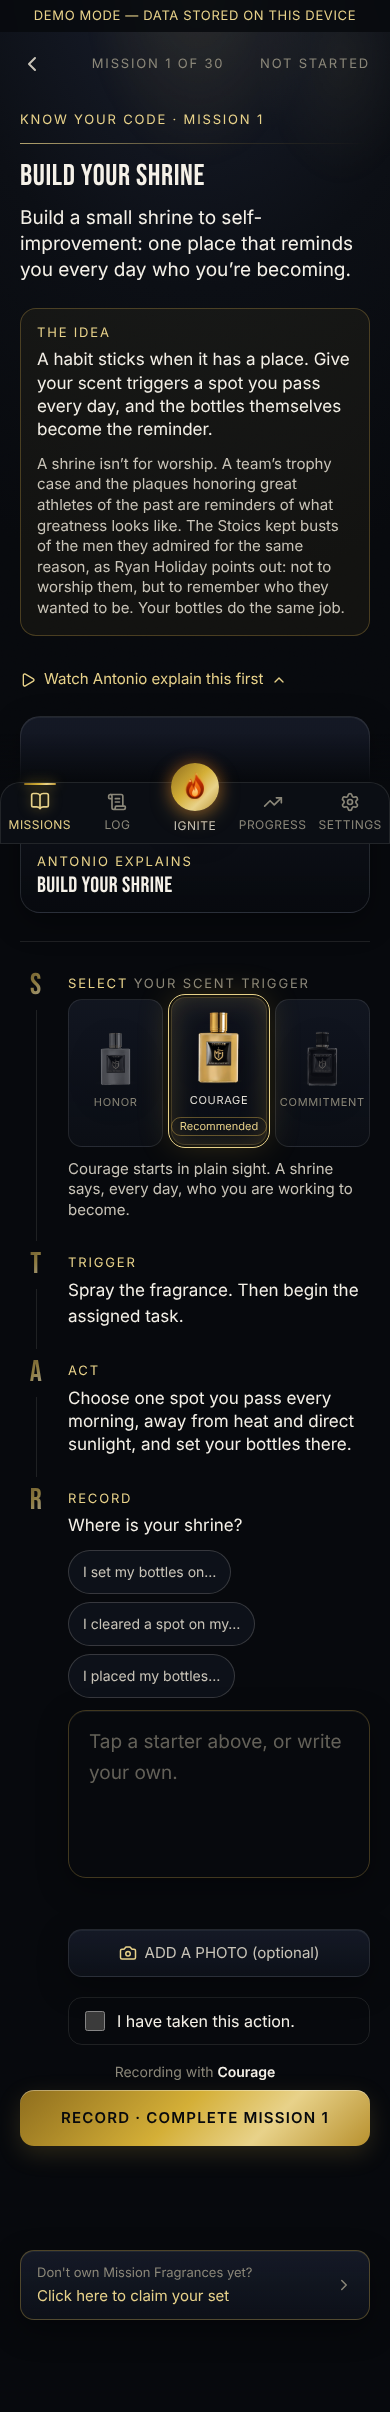 DEMO MODE — DATA STORED ON THIS DEVICE
MISSION 1 OF 30
NOT STARTED
KNOW YOUR CODE · MISSION 1
BUILD YOUR SHRINE
Build a small shrine to self-
improvement: one place that reminds
you every day who you’re becoming.
THE IDEA
A habit sticks when it has a place. Give
your scent triggers a spot you pass
every day, and the bottles themselves
become the reminder.
A shrine isn’t for worship. A team’s trophy
case and the plaques honoring great
athletes of the past are reminders of what
greatness looks like. The Stoics kept busts
of the men they admired for the same
reason, as Ryan Holiday points out: not to
worship them, but to remember who they
wanted to be. Your bottles do the same job.
Watch Antonio explain this first
MISSIONS
LOG
IGNITE
PROGRESS
SETTINGS
ANTONIO EXPLAINS
BUILD YOUR SHRINE
S
SELECT YOUR SCENT TRIGGER
HONOR
COURAGE
Recommended
COMMITMENT
Courage starts in plain sight. A shrine
says, every day, who you are working to
become.
T
TRIGGER
Spray the fragrance. Then begin the
assigned task.
A
ACT
Choose one spot you pass every
morning, away from heat and direct
sunlight, and set your bottles there.
R
RECORD
Where is your shrine?
I set my bottles on...
I cleared a spot on my...
I placed my bottles...
Tap a starter above, or write
your own.
ADD A PHOTO (optional)
I have taken this action.
Recording with Courage
RECORD · COMPLETE MISSION 1
Don't own Mission Fragrances yet?
Click here to claim your set